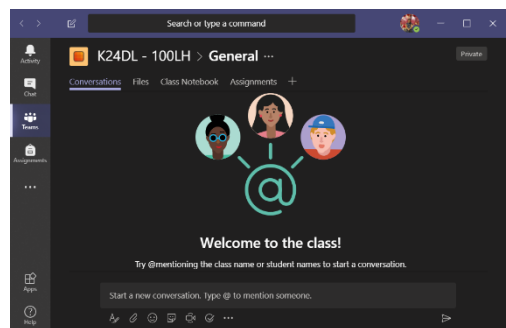 Search or type a command
Activity
Chat
Teams
Assignments
Apps
Help
K24DL - 100LH > General ...
Private
Conversations Files Class Notebook Assignments +
Welcome to the class!
Try @mentioning the class name or student names to start a conversation.
Start a new conversation. Type @ to mention someone.